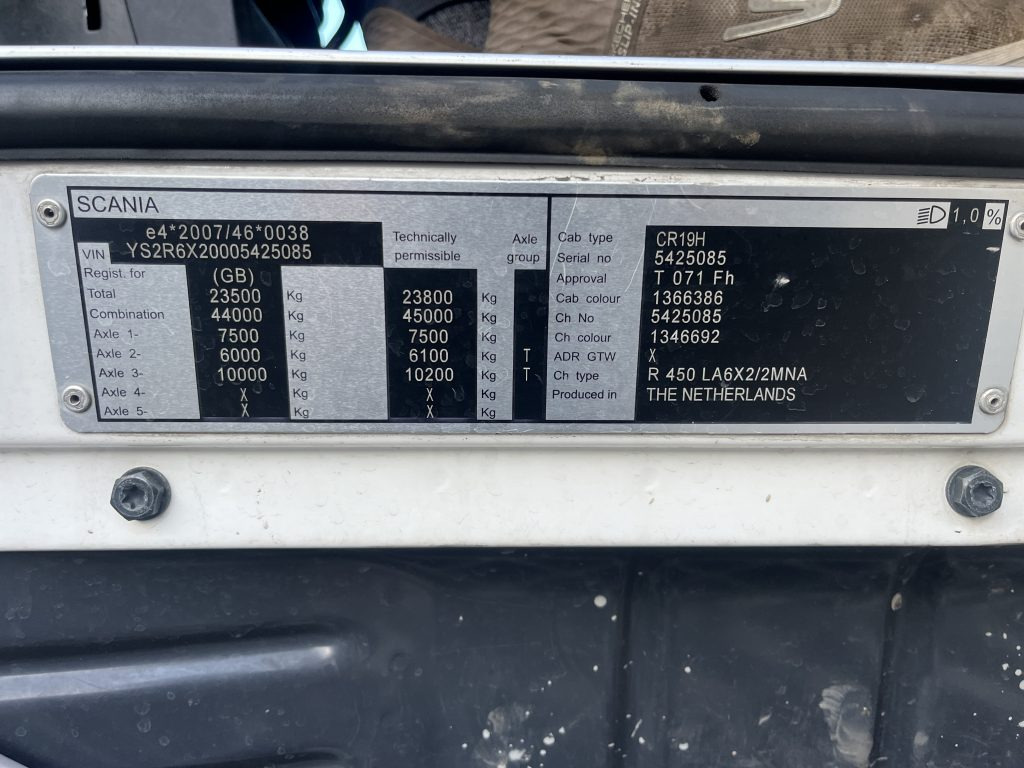 SCANIA
e4*2007/46*0038
VIN YS2R6X20005425085
Technically permissible
Axle group
Regist. for (GB)
Total 23500 Kg 23800 Kg
Combination 44000 Kg 45000 Kg
Axle 1- 7500 Kg 7500 Kg
Axle 2- 6000 Kg 6100 Kg T
Axle 3- 10000 Kg 10200 Kg T
Axle 4- X Kg X Kg
Axle 5- X Kg X Kg
1,0 %
Cab type CR19H
Serial no 5425085
Approval T 071 Fh
Cab colour 1366386
Ch No 5425085
Ch colour 1346692
ADR GTW X
Ch type R 450 LA6X2/2MNA
Produced in THE NETHERLANDS